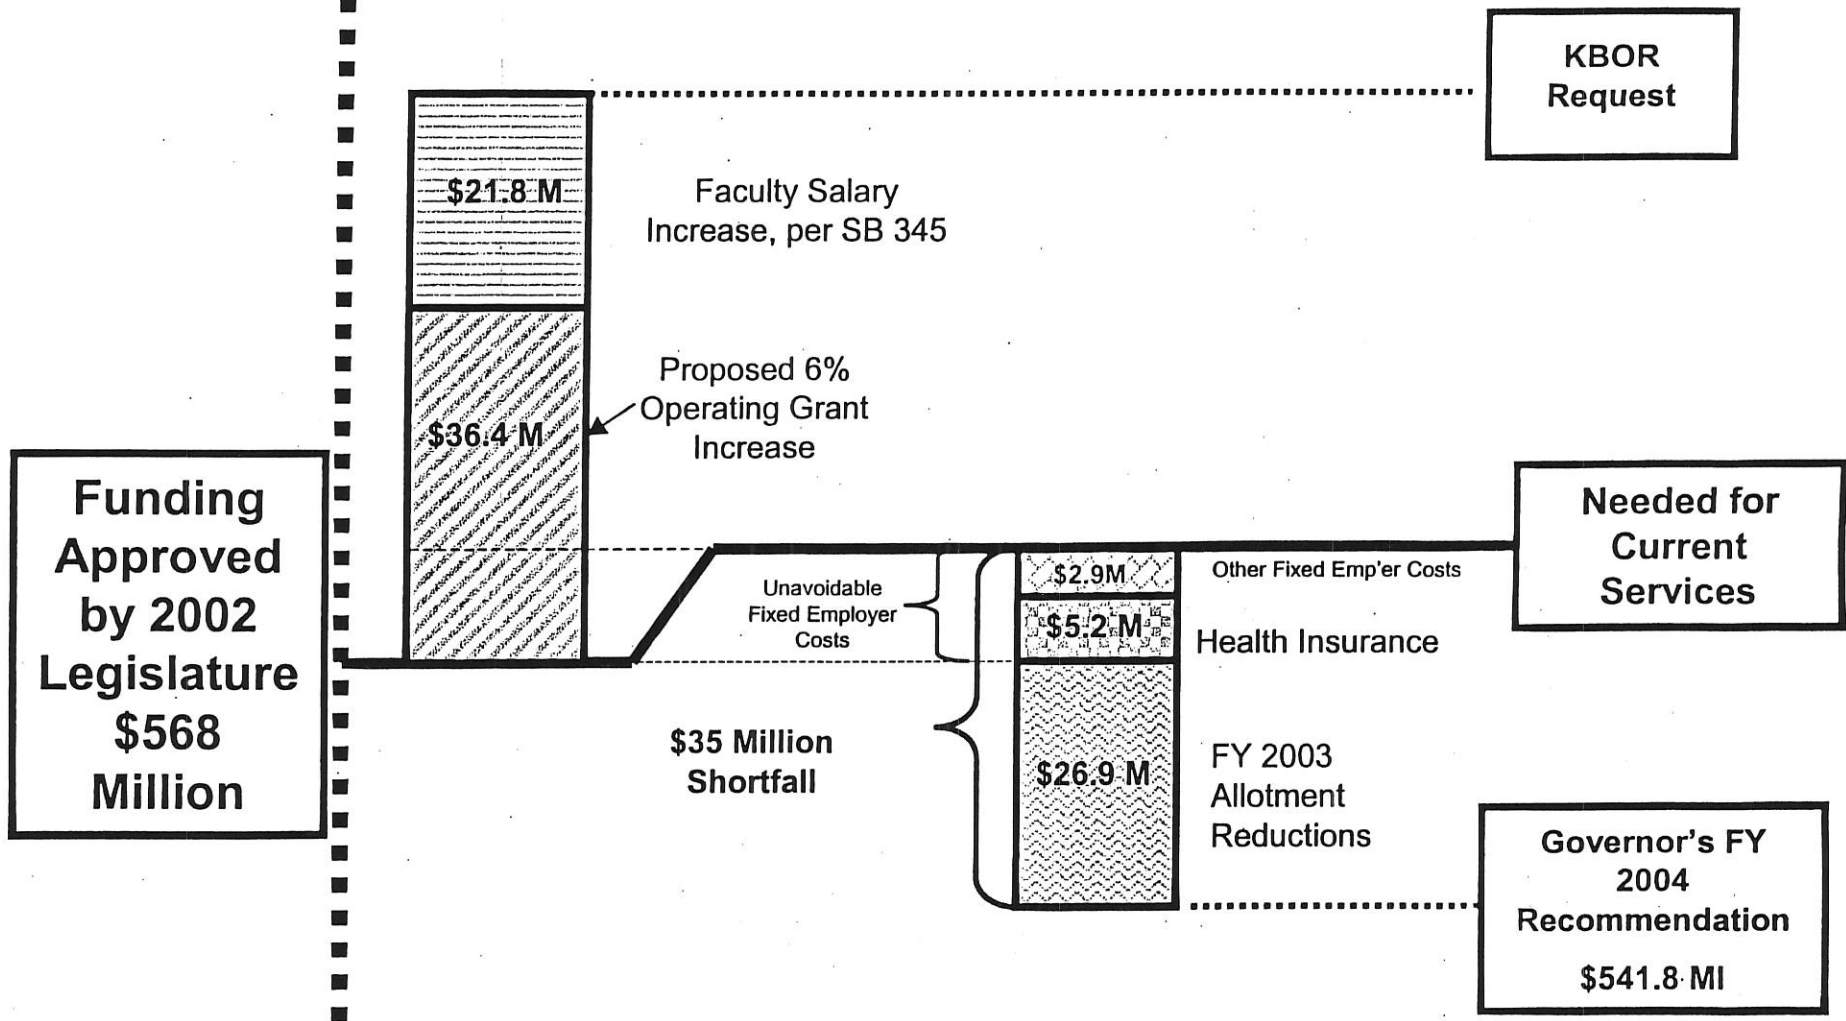 KBOR
Request
$21.8 M
Faculty Salary
Increase, per SB 345
Proposed 6%
Operating Grant
Increase
$36.4 M
Funding
Approved
by 2002
Legislature
$568
Million
Needed for
Current
Services
Unavoidable
Fixed Employer
Costs
$2.9M
Other Fixed Emp'er Costs
$5.2 M
Health Insurance
$35 Million
Shortfall
$26.9 M
FY 2003
Allotment
Reductions
Governor's FY
2004
Recommendation
$541.8 MI